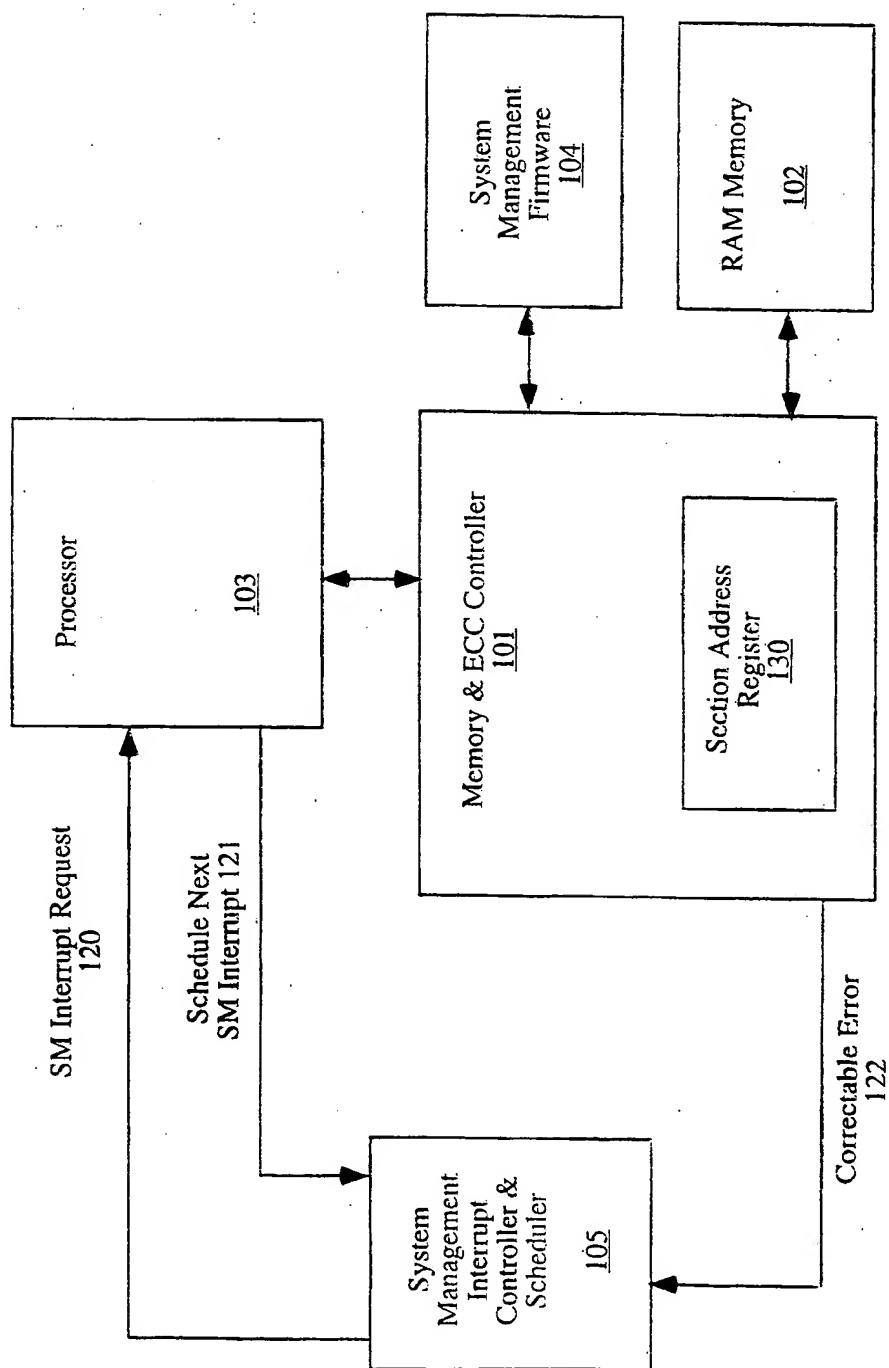 SM Interrupt Request
120
Schedule Next
SM Interrupt 121
Processor
103
System
Management
Interrupt
Controller &
Scheduler
105
Memory & ECC Controller
101
Section Address
Register
130
System
Management
Firmware
104
RAM Memory
102
Correctable Error
122